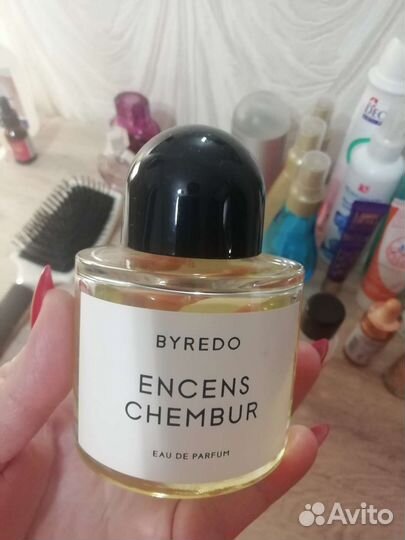 BYREDO
ENCENS
CHEMBUR
EAU DE PARFUM
Avito